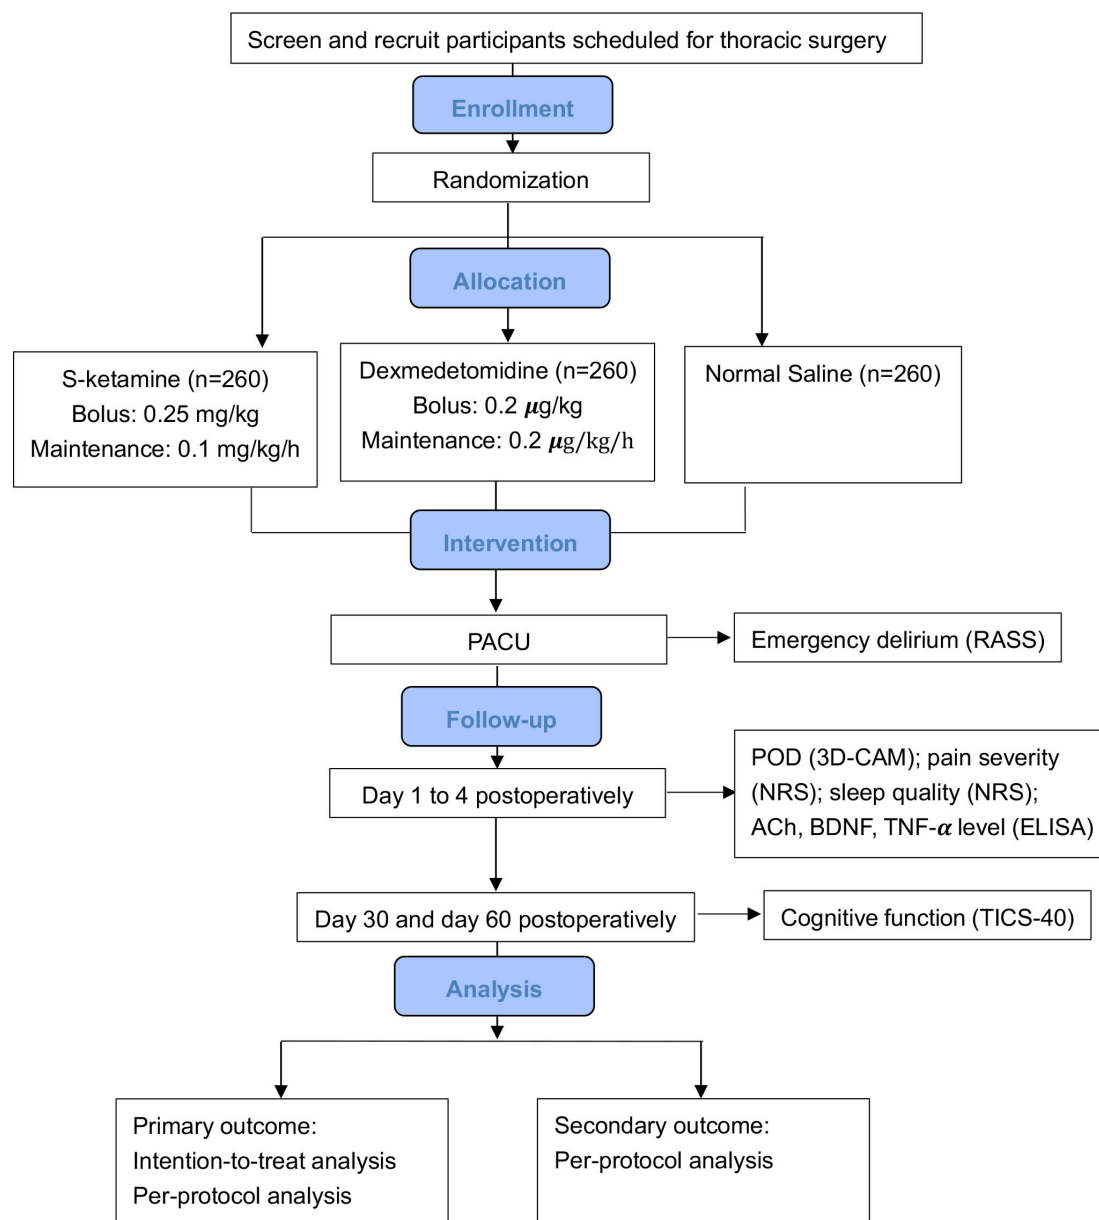 Screen and recruit participants scheduled for thoracic surgery
Enrollment
Randomization
Allocation
S-ketamine (n=260)
Bolus: 0.25 mg/kg
Maintenance: 0.1 mg/kg/h
Dexmedetomidine (n=260)
Bolus: 0.2 μg/kg
Maintenance: 0.2 μg/kg/h
Normal Saline (n=260)
Intervention
PACU
Emergency delirium (RASS)
Follow-up
Day 1 to 4 postoperatively
POD (3D-CAM); pain severity
(NRS); sleep quality (NRS);
ACh, BDNF, TNF-α level (ELISA)
Day 30 and day 60 postoperatively
Cognitive function (TICS-40)
Analysis
Primary outcome:
Intention-to-treat analysis
Per-protocol analysis
Secondary outcome:
Per-protocol analysis